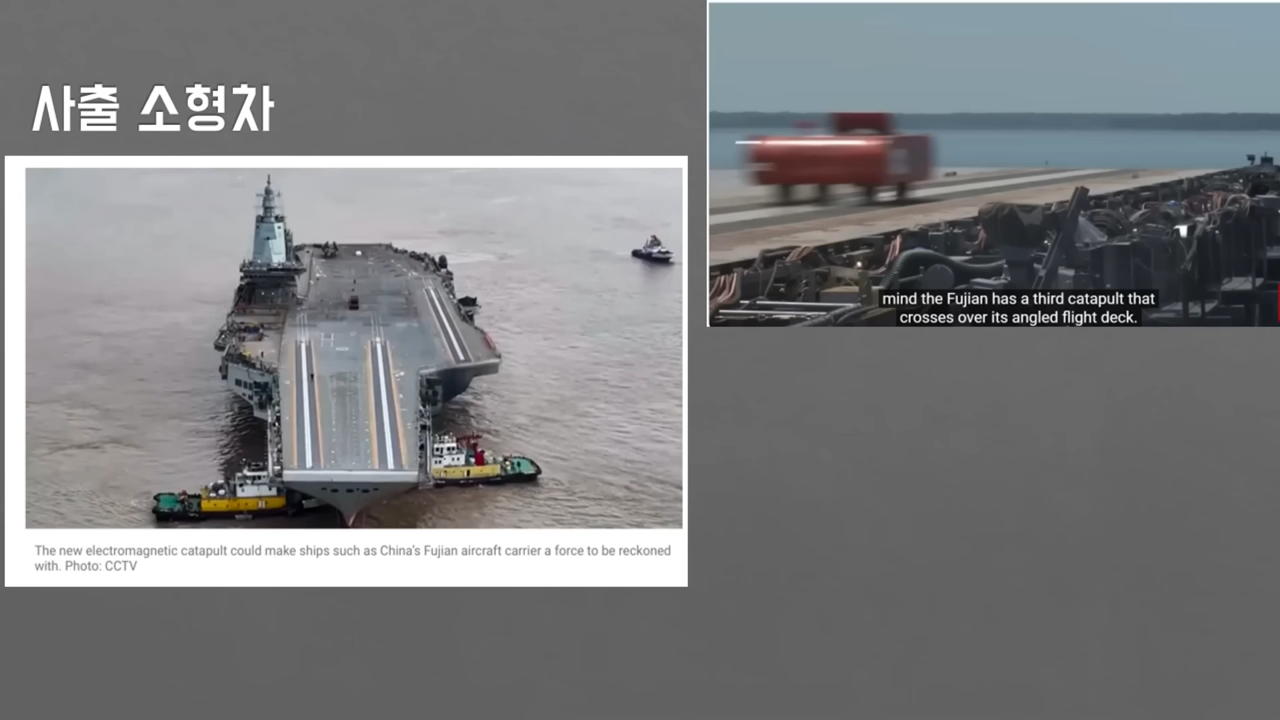 사출 소형차
The new electromagnetic catapult could make ships such as China's Fujian aircraft carrier a force to be reckoned
with. Photo: CCTV
mind the Fujian has a third catapult that
crosses over its angled flight deck.